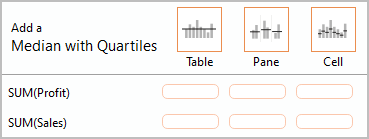 Add a
Median with Quartiles
Table Pane Cell
SUM(Profit)
SUM(Sales)